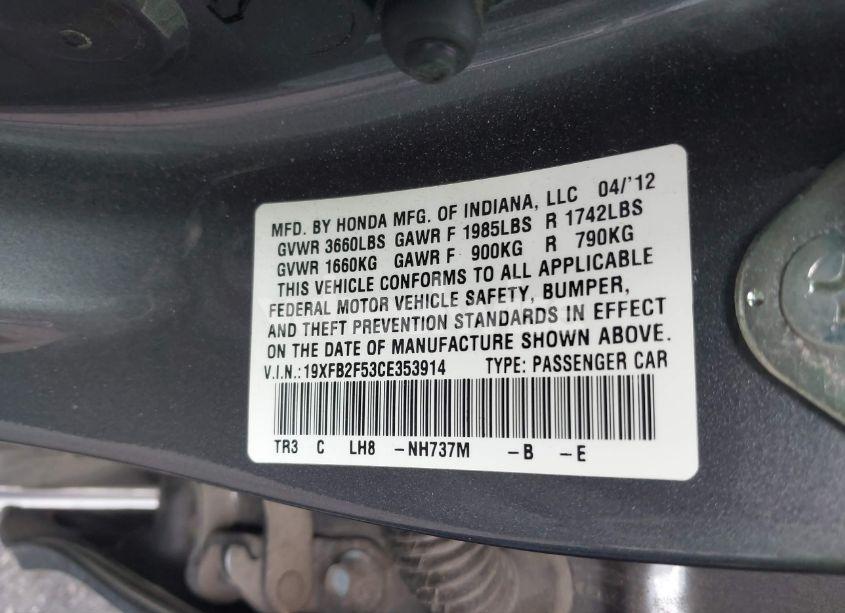 MFD. BY HONDA MFG. OF INDIANA, LLC 04/'12
GVWR 3660LBS GAWR F 1985LBS R 1742LBS
GVWR 1660KG GAWR F 900KG R 790KG
THIS VEHICLE CONFORMS TO ALL APPLICABLE
FEDERAL MOTOR VEHICLE SAFETY, BUMPER,
AND THEFT PREVENTION STANDARDS IN EFFECT
ON THE DATE OF MANUFACTURE SHOWN ABOVE.
V.I.N.:19XFB2F53CE353914 TYPE: PASSENGER CAR
TR3 C LH8 -NH737M -B -E